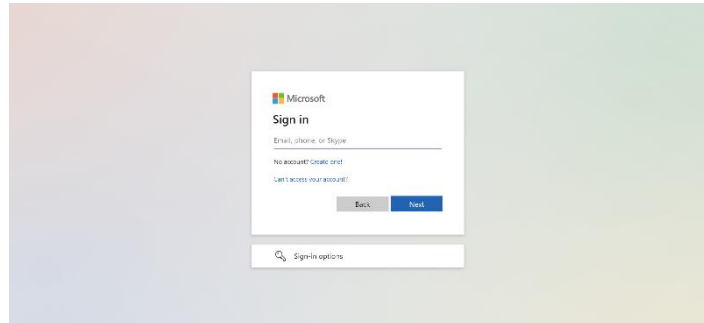 Microsoft
Sign in
Email, phone, or Skype
No account? Create one!
Can't access your account?
Back Next
Sign-in options